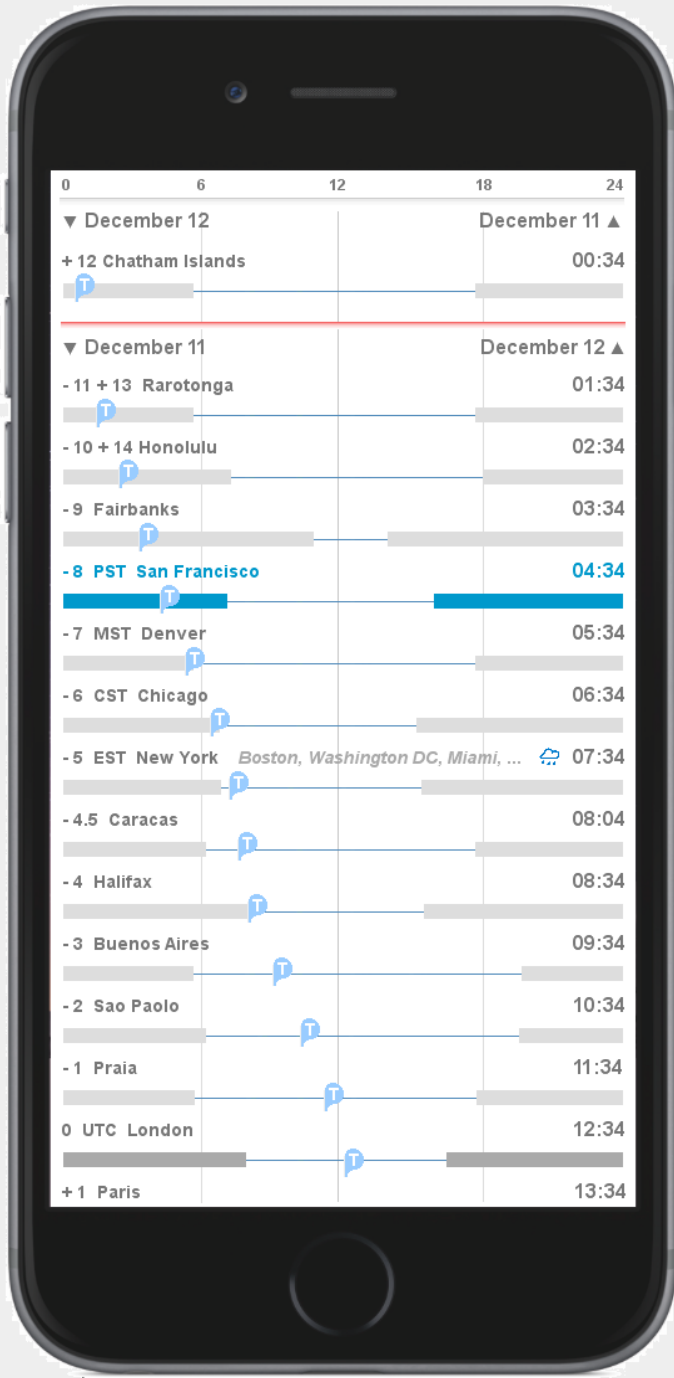 0 6 12 18 24
▼ December 12 December 11 ▲
+ 12 Chatham Islands 00:34
T
▼ December 11 December 12 ▲
- 11 + 13 Rarotonga 01:34
T
- 10 + 14 Honolulu 02:34
T
- 9 Fairbanks 03:34
T
- 8 PST San Francisco 04:34
T
- 7 MST Denver 05:34
T
- 6 CST Chicago 06:34
T
- 5 EST New York Boston, Washington DC, Miami, ... 07:34
T
- 4.5 Caracas 08:04
T
- 4 Halifax 08:34
T
- 3 Buenos Aires 09:34
T
- 2 Sao Paolo 10:34
T
- 1 Praia 11:34
T
0 UTC London 12:34
T
+ 1 Paris 13:34